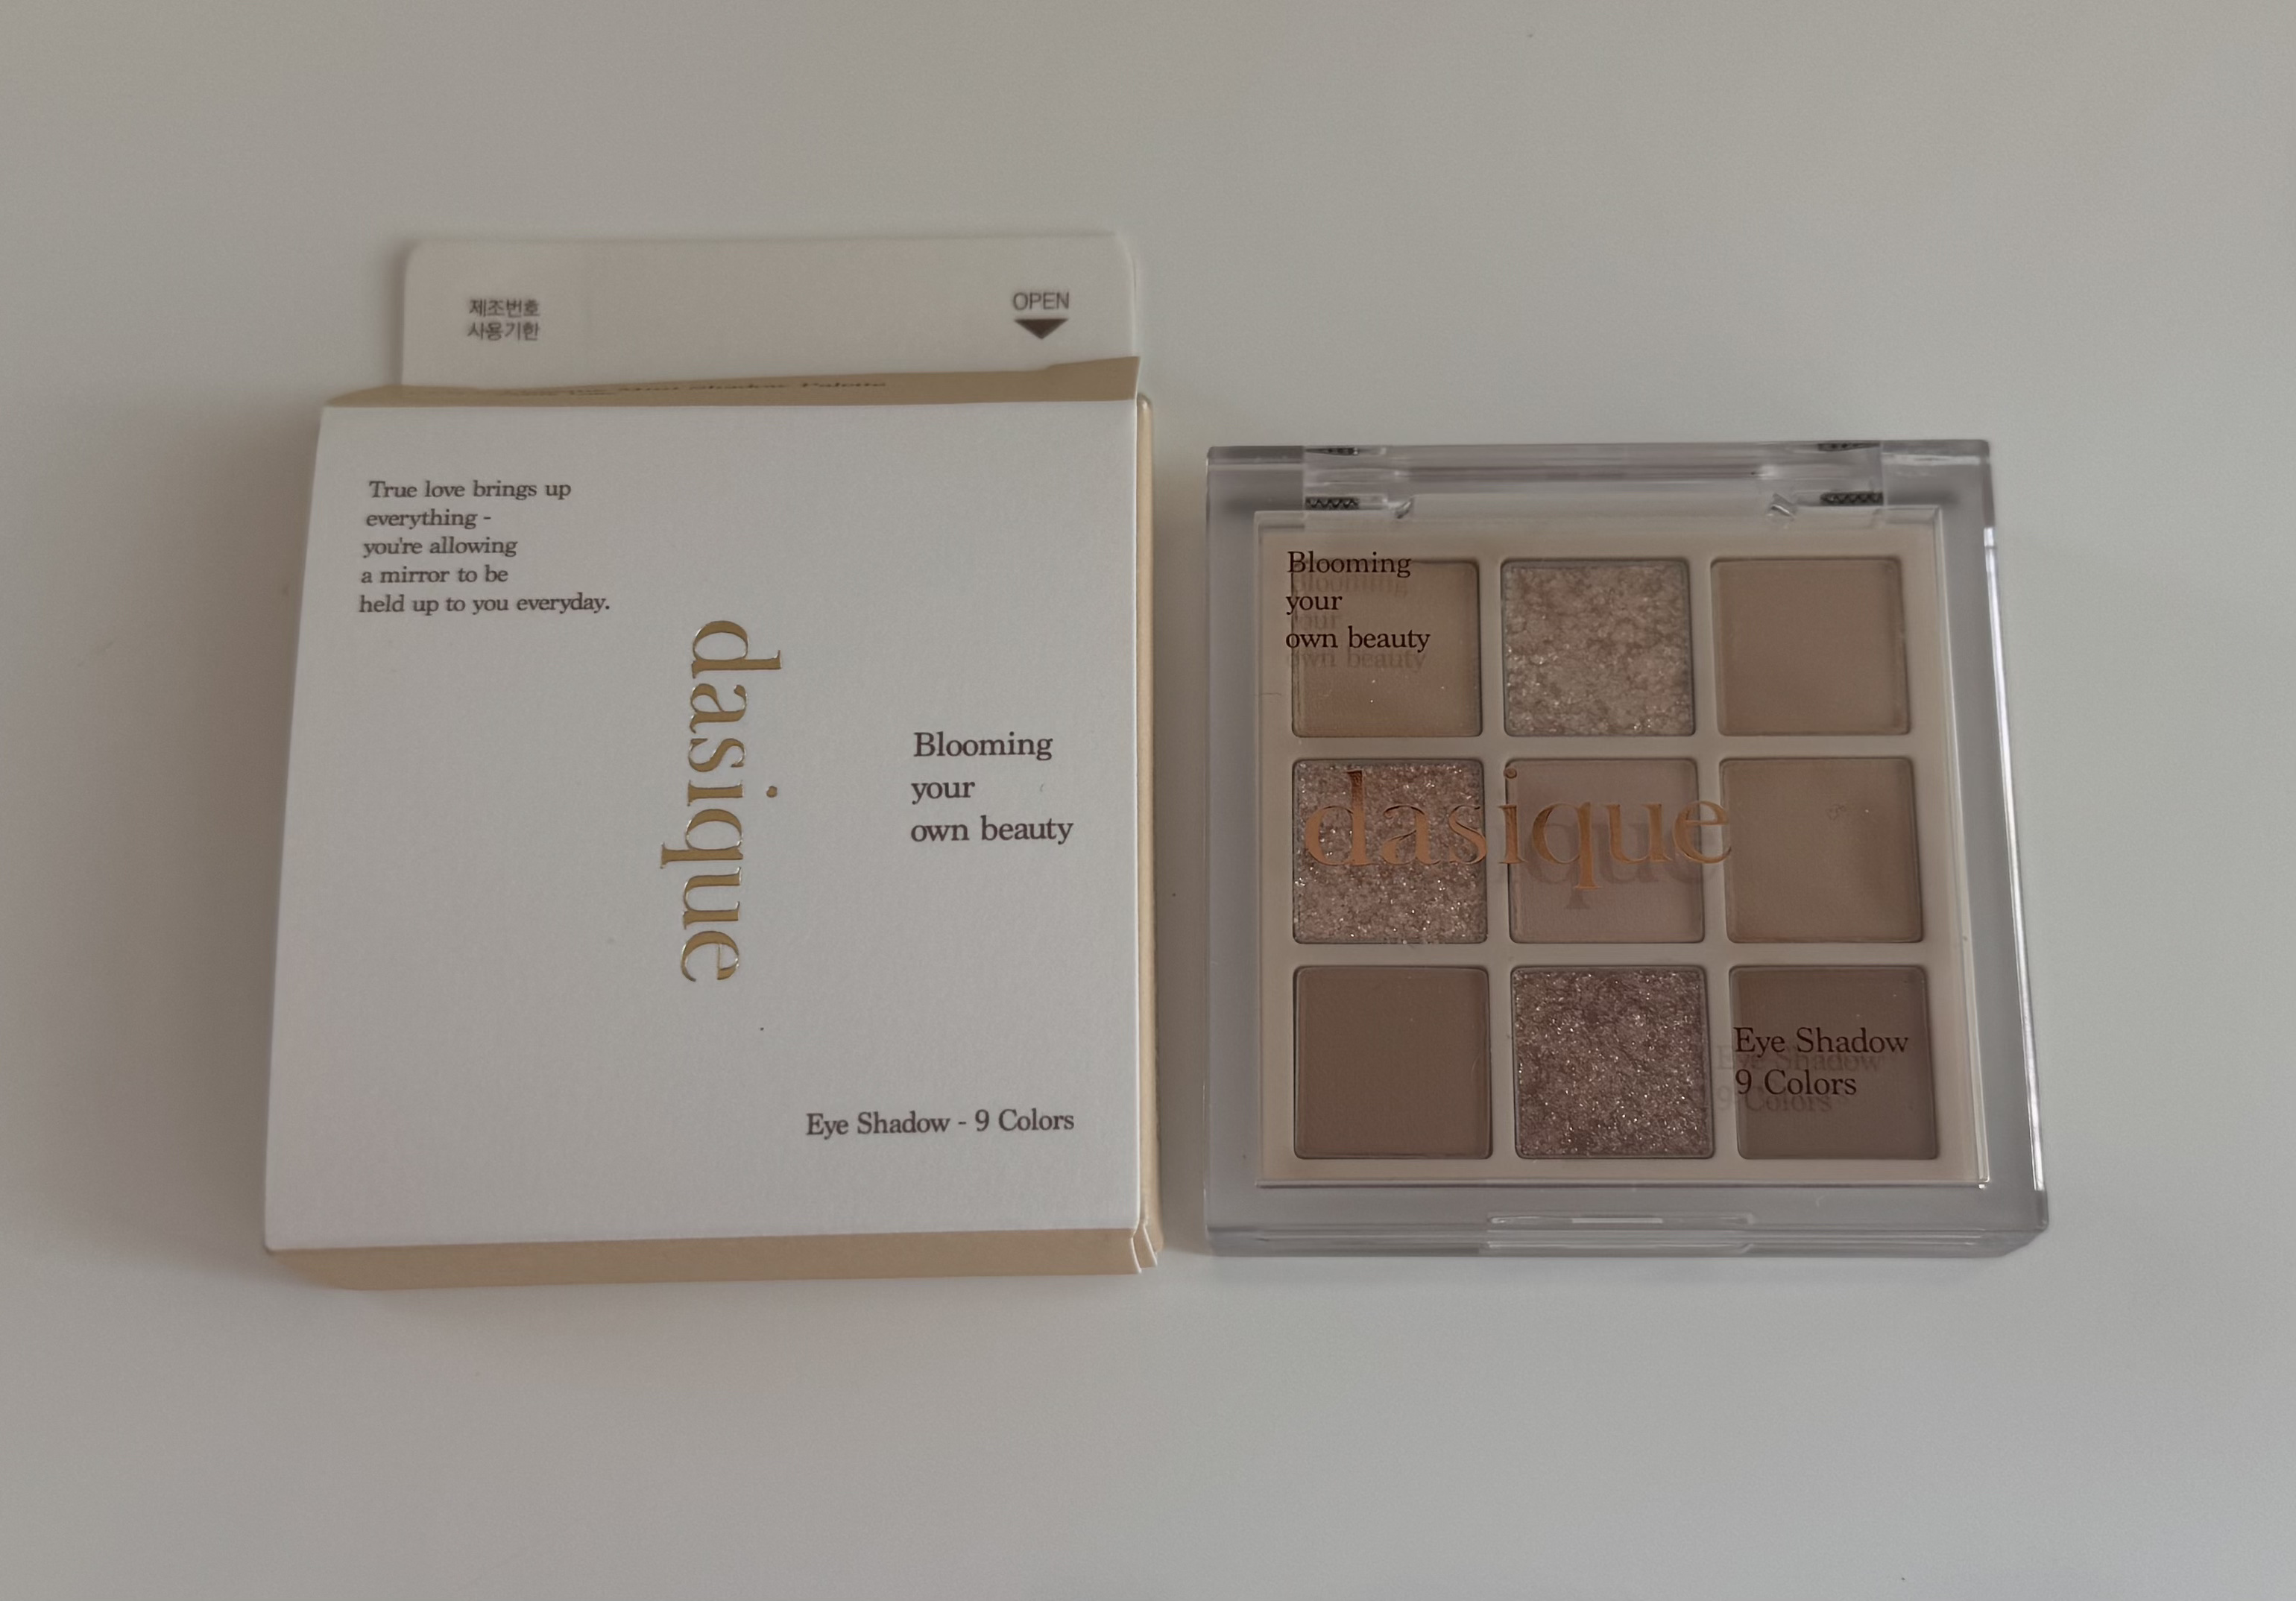 제조번호
사용기한
OPEN
Shadow Palette
True love brings up
everything -
you're allowing
a mirror to be
held up to you everyday.
dasique
Blooming
your
own beauty
Eye Shadow - 9 Colors
Blooming
your
own beauty
dasique
Eye Shadow
9 Colors